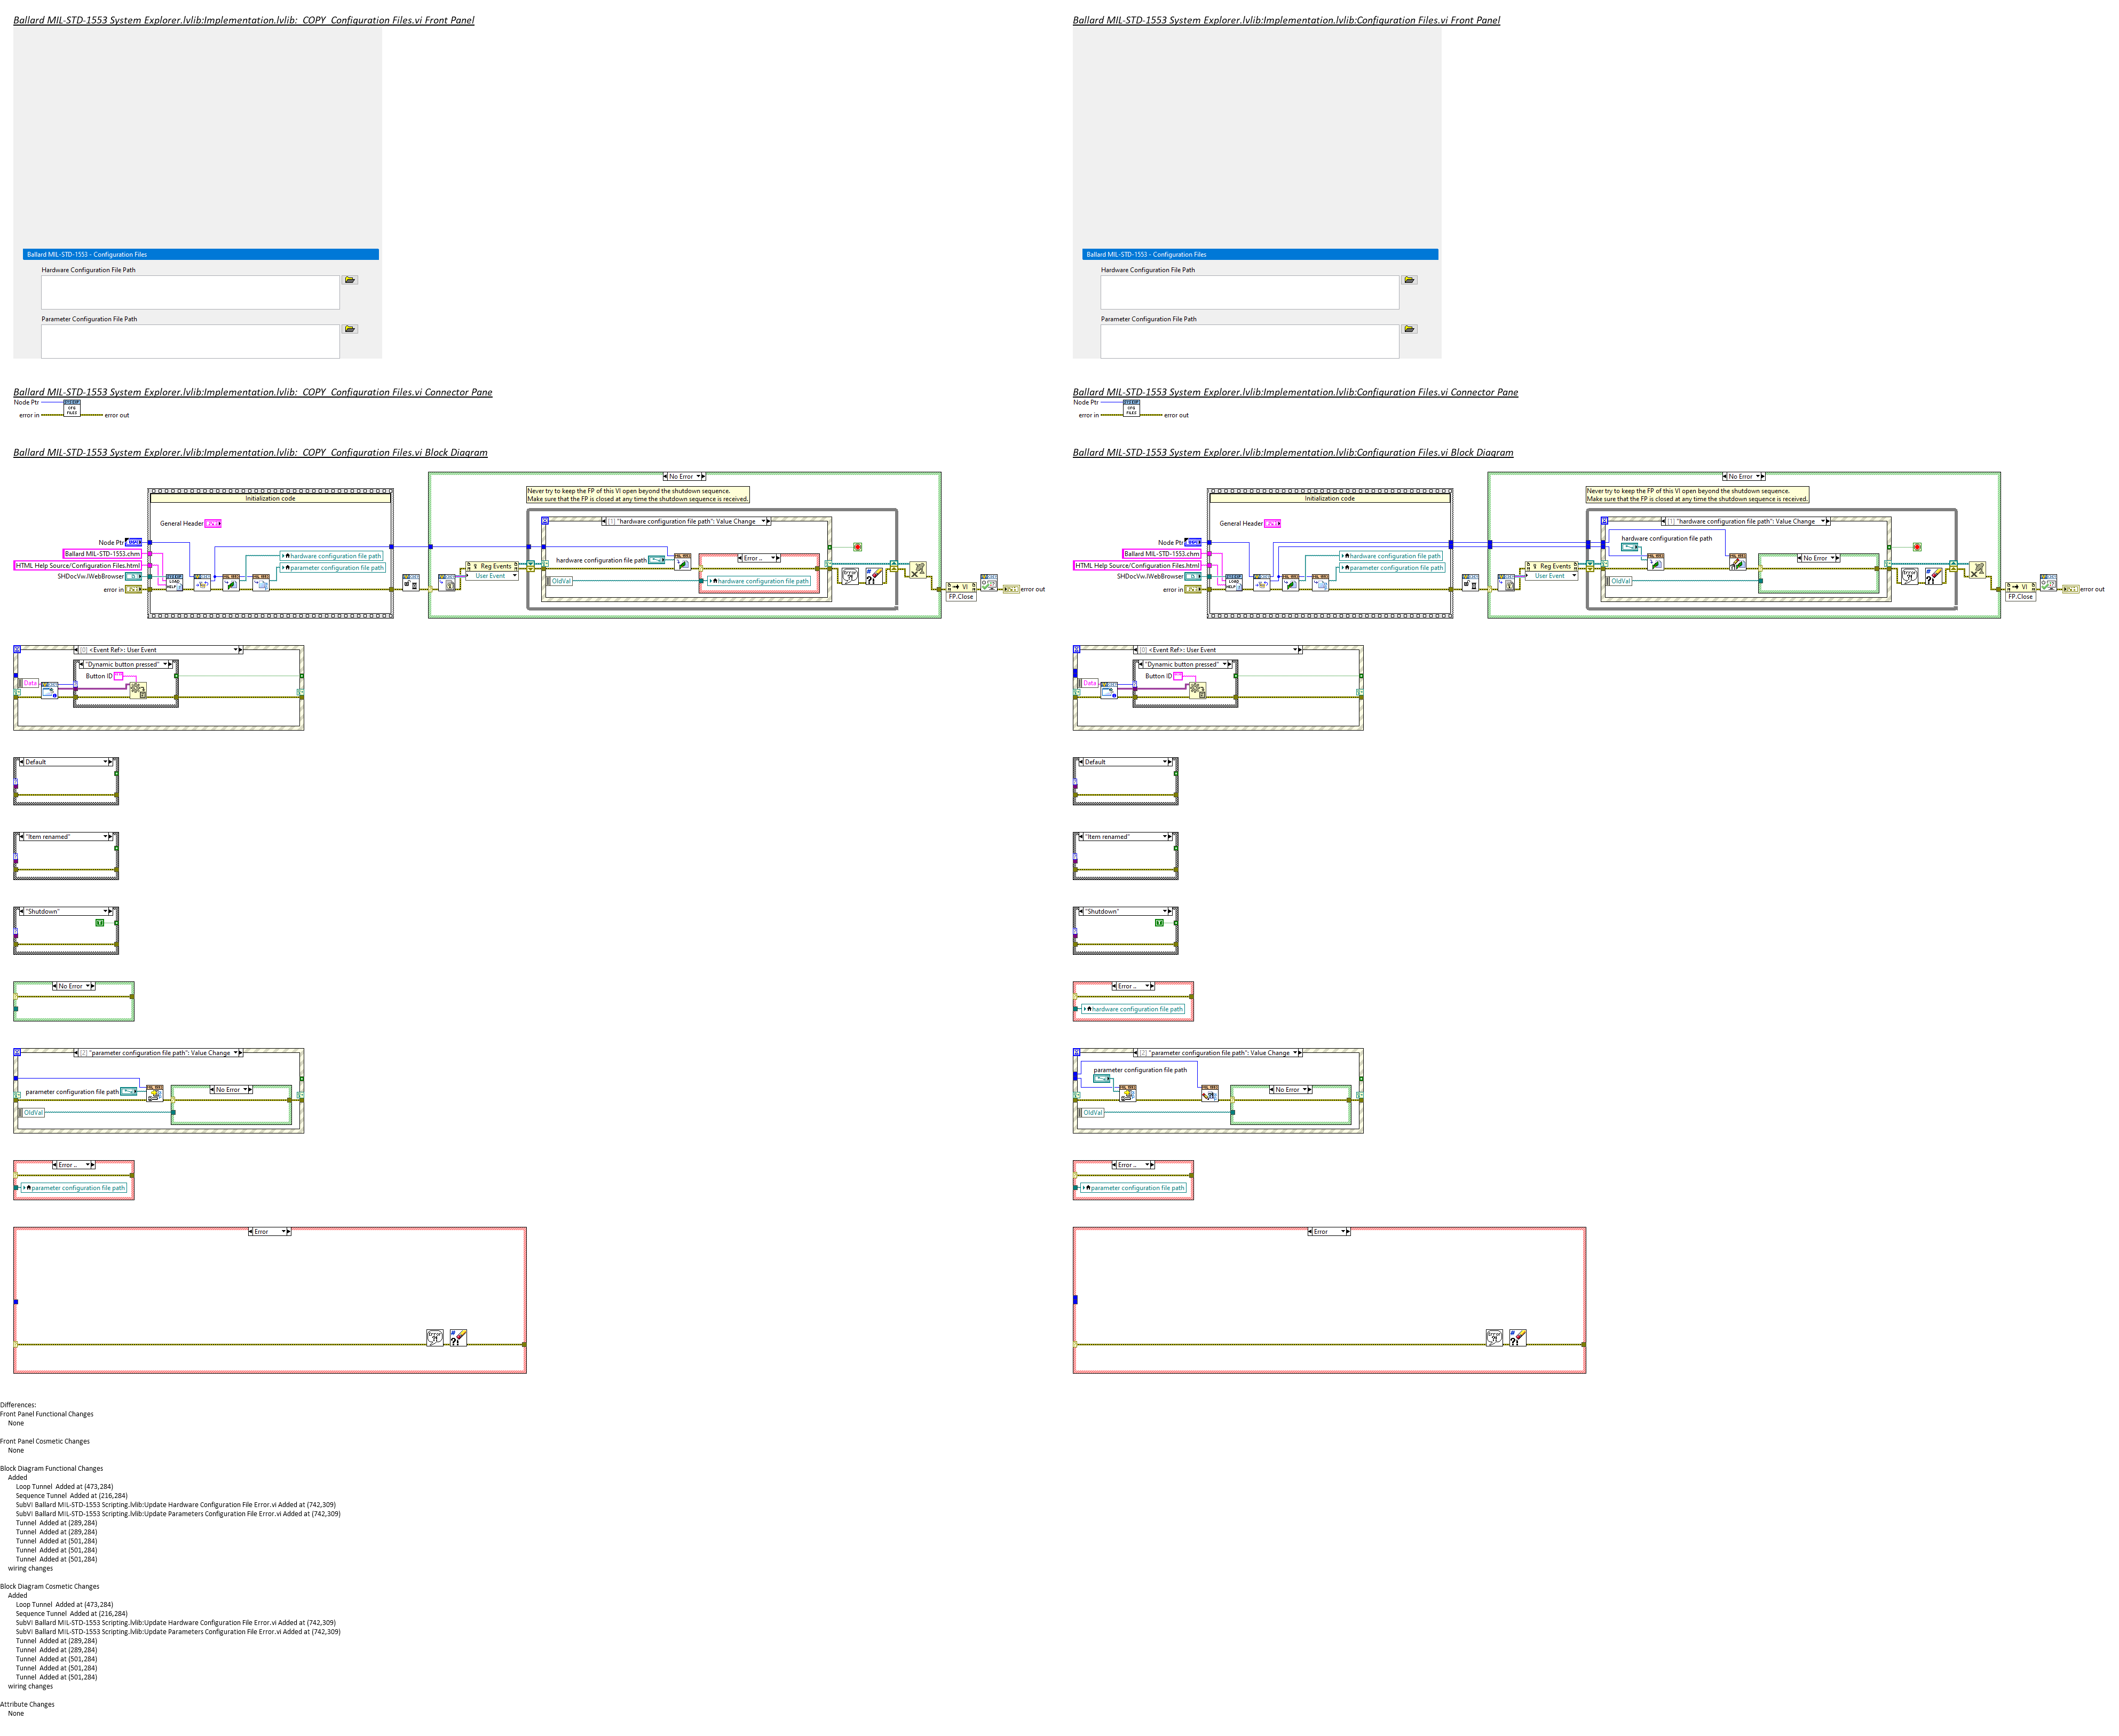 Ballard MIL-STD-1553 System Explorer.lvlib:Implementation.lvlib:_COPY_Configuration Files.vi Front Panel
Ballard MIL-STD-1553 - Configuration Files
Hardware Configuration File Path
Parameter Configuration File Path
Ballard MIL-STD-1553 System Explorer.lvlib:Implementation.lvlib:_COPY_Configuration Files.vi Connector Pane
Node Ptr
error in
error out
Ballard MIL-STD-1553 System Explorer.lvlib:Implementation.lvlib:_COPY_Configuration Files.vi Block Diagram
No Error
Never try to keep the FP of this VI open beyond the shutdown sequence.
Make sure that the FP is closed at any time the shutdown sequence is received.
Initialization code
[1] "hardware configuration file path": Value Change
General Header
Node Ptr
Ballard MIL-STD-1553.chm
hardware configuration file path
hardware configuration file path
Error ..
HTML Help Source/Configuration Files.html
parameter configuration file path
Reg Events
SHDocVw.IWebBrowser
User Event
OldVal
hardware configuration file path
error in
VI
FP.Close
error out
[0] <Event Ref>: User Event
"Dynamic button pressed"
Button ID
Data
Default
"Item renamed"
"Shutdown"
No Error
[2] "parameter configuration file path": Value Change
parameter configuration file path
No Error
OldVal
Error ..
parameter configuration file path
Error
Ballard MIL-STD-1553 System Explorer.lvlib:Implementation.lvlib:Configuration Files.vi Front Panel
Ballard MIL-STD-1553 - Configuration Files
Hardware Configuration File Path
Parameter Configuration File Path
Ballard MIL-STD-1553 System Explorer.lvlib:Implementation.lvlib:Configuration Files.vi Connector Pane
Node Ptr
error in
error out
Ballard MIL-STD-1553 System Explorer.lvlib:Implementation.lvlib:Configuration Files.vi Block Diagram
No Error
Never try to keep the FP of this VI open beyond the shutdown sequence.
Make sure that the FP is closed at any time the shutdown sequence is received.
Initialization code
[1] "hardware configuration file path": Value Change
General Header
hardware configuration file path
Node Ptr
Ballard MIL-STD-1553.chm
hardware configuration file path
No Error
HTML Help Source/Configuration Files.html
parameter configuration file path
Reg Events
SHDocVw.IWebBrowser
User Event
OldVal
error in
VI
FP.Close
error out
[0] <Event Ref>: User Event
"Dynamic button pressed"
Button ID
Data
Default
"Item renamed"
"Shutdown"
Error ..
hardware configuration file path
[2] "parameter configuration file path": Value Change
parameter configuration file path
No Error
OldVal
Error ..
parameter configuration file path
Error
Differences:
Front Panel Functional Changes
None
Front Panel Cosmetic Changes
None
Block Diagram Functional Changes
Added
Loop Tunnel Added at (473,284)
Sequence Tunnel Added at (216,284)
SubVI Ballard MIL-STD-1553 Scripting.lvlib:Update Hardware Configuration File Error.vi Added at (742,309)
SubVI Ballard MIL-STD-1553 Scripting.lvlib:Update Parameters Configuration File Error.vi Added at (742,309)
Tunnel Added at (289,284)
Tunnel Added at (289,284)
Tunnel Added at (501,284)
Tunnel Added at (501,284)
Tunnel Added at (501,284)
wiring changes
Block Diagram Cosmetic Changes
Added
Loop Tunnel Added at (473,284)
Sequence Tunnel Added at (216,284)
SubVI Ballard MIL-STD-1553 Scripting.lvlib:Update Hardware Configuration File Error.vi Added at (742,309)
SubVI Ballard MIL-STD-1553 Scripting.lvlib:Update Parameters Configuration File Error.vi Added at (742,309)
Tunnel Added at (289,284)
Tunnel Added at (289,284)
Tunnel Added at (501,284)
Tunnel Added at (501,284)
Tunnel Added at (501,284)
wiring changes
Attribute Changes
None